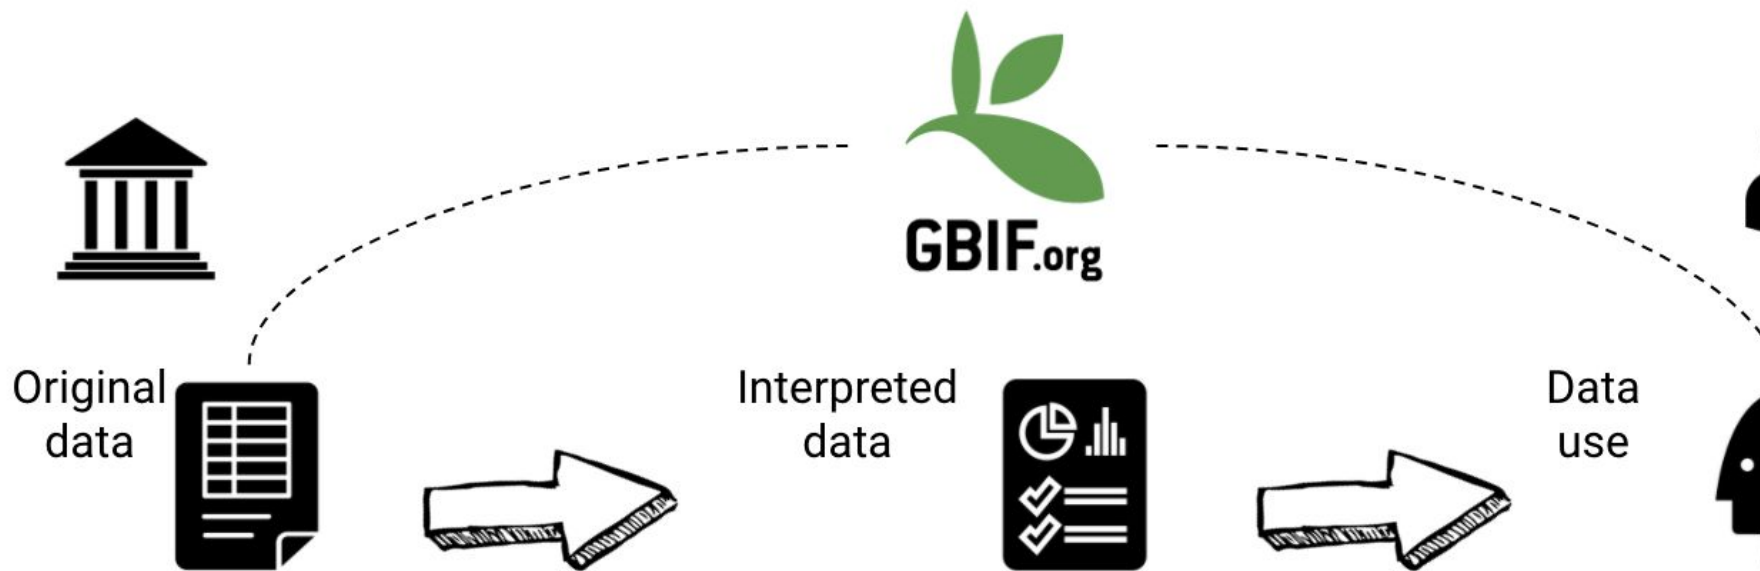 GBIF.org
Original
data
Interpreted
data
Data
use